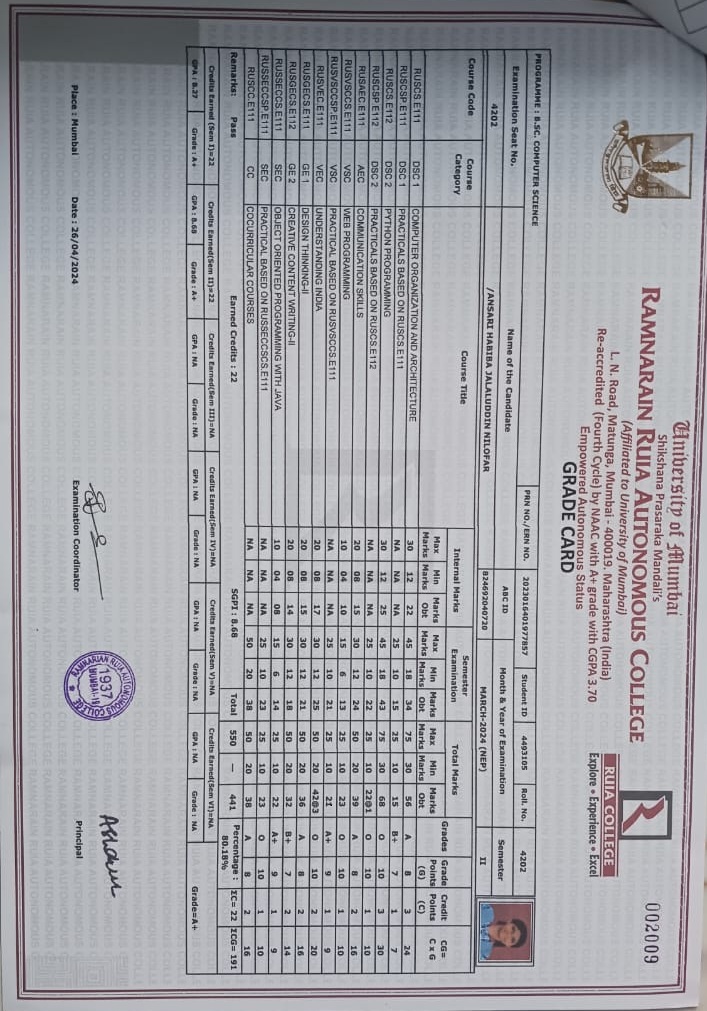 University of Mumbai
Shikshana Prasaraka Mandali's
RAMNARAIN RUIA AUTONOMOUS COLLEGE
(Affiliated to University of Mumbai)
L. N. Road, Matunga, Mumbai - 400019. Maharashtra (India)
Re-accredited (Fourth Cycle) by NAAC with A+ grade with CGPA 3.70
Empowered Autonomous Status
GRADE CARD
RUIA COLLEGE
Explore • Experience • Excel
002009
PROGRAMME : B.SC. COMPUTER SCIENCE PRN NO./ERN NO. 2023016401977857 Student ID 4493105 Roll. No. 4202
Examination Seat No. Name of the Candidate ABC ID Month & Year of Examination Semester
4202 /ANSARI HABIBA JALALUDDIN NILOFAR 824692040720 MARCH-2024 (NEP) II
Course Code Course Category Course Title Internal Marks Semester Examination Total Marks Grades Grade Points (G) Credit Points (C) CG= C x G
Max Marks Min Marks Marks Obt Max Marks Min Marks Marks Obt Max Marks Min Marks Marks Obt
RUSCS.E111 DSC 1 COMPUTER ORGANIZATION AND ARCHITECTURE 30 12 22 45 18 34 75 30 56 A 8 3 24
RUSCSP.E111 DSC 1 PRACTICALS BASED ON RUSCS.E111 NA NA NA 25 10 15 25 10 15 B+ 7 1 7
RUSCS.E112 DSC 2 PYTHON PROGRAMMING 30 12 25 45 18 43 75 30 68 O 10 3 30
RUSCSP.E112 DSC 2 PRACTICALS BASED ON RUSCS.E112 NA NA NA 25 10 22 25 10 22@1 O 10 1 10
RUSAEC.E111 AEC COMMUNICATION SKILLS 20 08 15 30 12 24 50 20 39 A 8 2 16
RUSVSCCS.E111 VSC WEB PROGRAMMING 10 04 10 15 6 13 25 10 23 O 10 1 10
RUSVSCCSP.E111 VSC PRACTICAL BASED ON RUSVSCCS.E111 NA NA NA 25 10 21 25 10 21 A+ 9 1 9
RUSVEC.E111 VEC UNDERSTANDING INDIA 20 08 17 30 12 25 50 20 42@3 O 10 2 20
RUSGECS.E111 GE 1 DESIGN THINKING-II 20 08 15 30 12 21 50 20 36 A 8 2 16
RUSGECS.E112 GE 2 CREATIVE CONTENT WRITING-II 20 08 14 30 12 18 50 20 32 B+ 7 2 14
RUSSECCS.E111 SEC OBJECT ORIENTED PROGRAMMING WITH JAVA 10 04 08 15 6 14 25 10 22 A+ 9 1 9
RUSSECCSP.E111 SEC PRACTICAL BASED ON RUSSECCSCS.E111 NA NA NA 25 10 23 25 10 23 O 10 1 10
RUSCC.E111 CC COCURRICULAR COURSES NA NA NA 50 20 38 50 20 38 A 8 2 16
Remarks: Pass Earned Credits : 22 SGPI : 8.68 Total 550 — 441 Percentage : 80.18% ΣC= 22 ΣCG= 191
Credits Earned (Sem I)=22 Credits Earned(Sem II)=22 Credits Earned(Sem III)=NA Credits Earned(Sem IV)=NA Credits Earned(Sem V)=NA Credits Earned(Sem VI)=NA
GPA : 8.27 Grade : A+ GPA : 8.68 Grade : A+ GPA : NA Grade : NA GPA : NA Grade : NA GPA : NA Grade : NA GPA : NA Grade : NA Grade=A+
RAMNARAIN RUIA AUTONOMOUS COLLEGE
1937
MUMBAI-19
Place : Mumbai Date : 26/04/2024 Examination Coordinator Principal